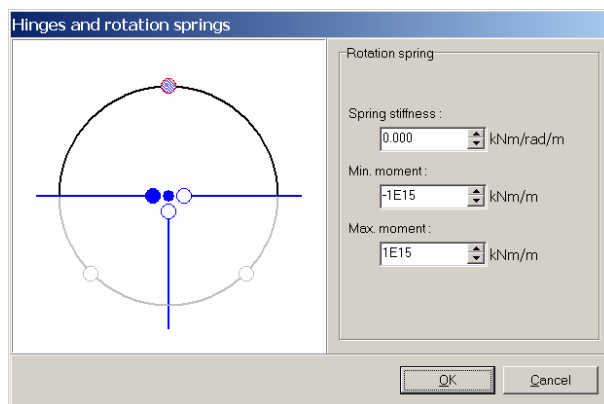 Hinges and rotation springs
Rotation spring
Spring stiffness :
0.000 kNm/rad/m
Min. moment :
-1E15 kNm/m
Max. moment :
1E15 kNm/m
OK Cancel